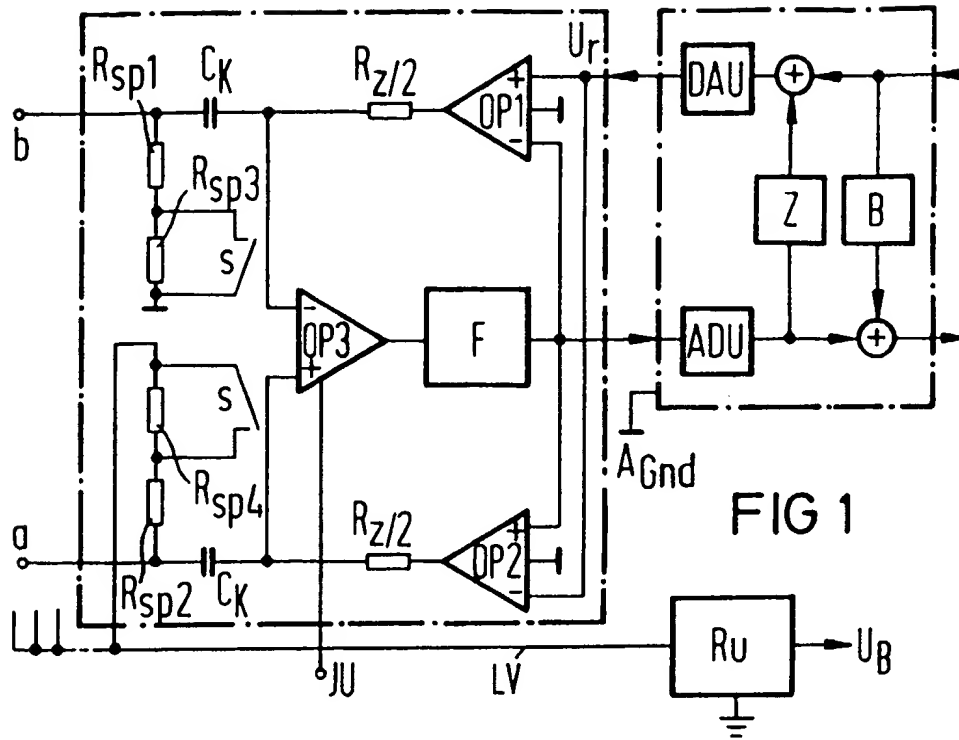 Ur
Rsp1
CK
Rz/2
+
OP1
-
DAU
+
b
Rsp3
S
Z
B
-
OP3
+
F
ADU
+
S
AGnd
Rsp4
FIG 1
a
Rz/2
+
OP2
-
Rsp2
CK
JU
LV
Ru
UB